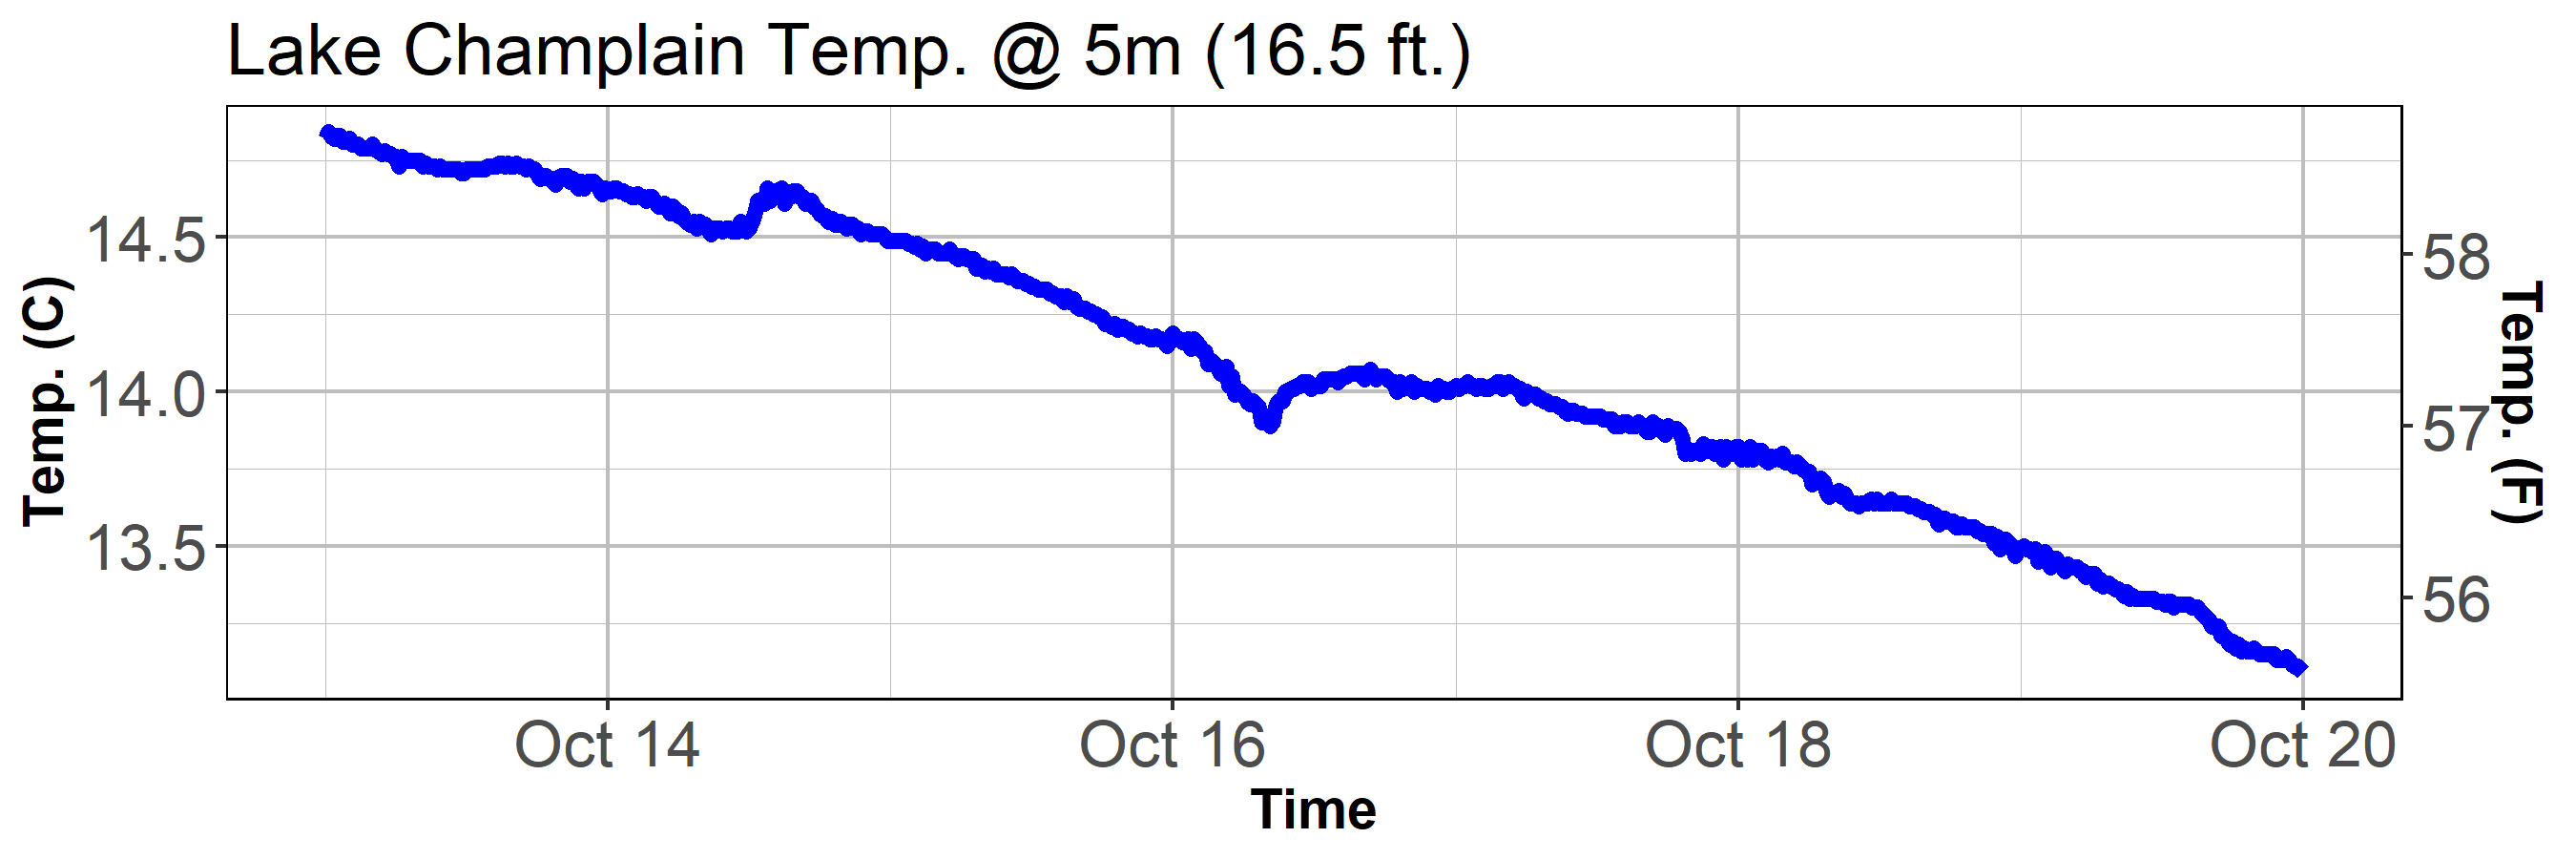 Lake Champlain Temp. @ 5m (16.5 ft.)
Temp. (C)
14.5
14.0
13.5
58
57
56
Temp. (F)
Oct 14 Oct 16 Oct 18 Oct 20
Time